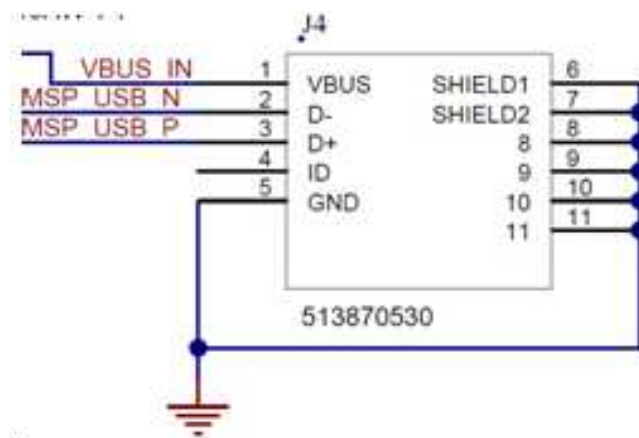 J4
VBUS_IN 1 VBUS SHIELD1 6
MSP_USB_N 2 D- SHIELD2 7
MSP_USB_P 3 D+ 8 8
4 ID 9 9
5 GND 10 10
11 11
513870530